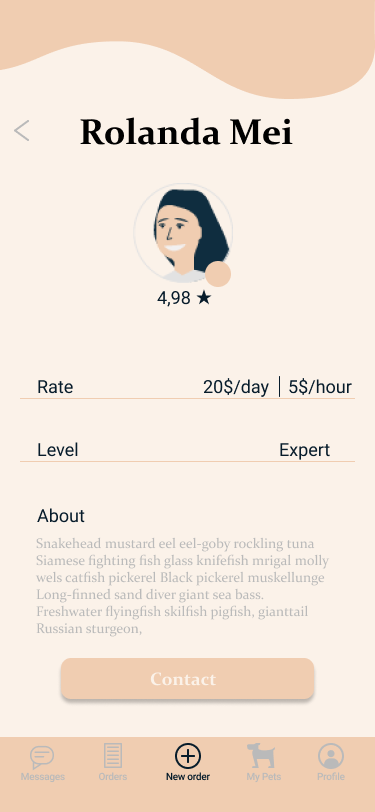 Rolanda Mei
4,98 ★
Rate 20$/day | 5$/hour
Level Expert
About
Snakehead mustard eel eel-goby rockling tuna
Siamese fighting fish glass knifefish mrigal molly
wels catfish pickerel Black pickerel muskellunge
Long-finned sand diver giant sea bass.
Freshwater flyingfish skilfish pigfish, gianttail
Russian sturgeon,
Contact
Messages Orders New order My Pets Profile